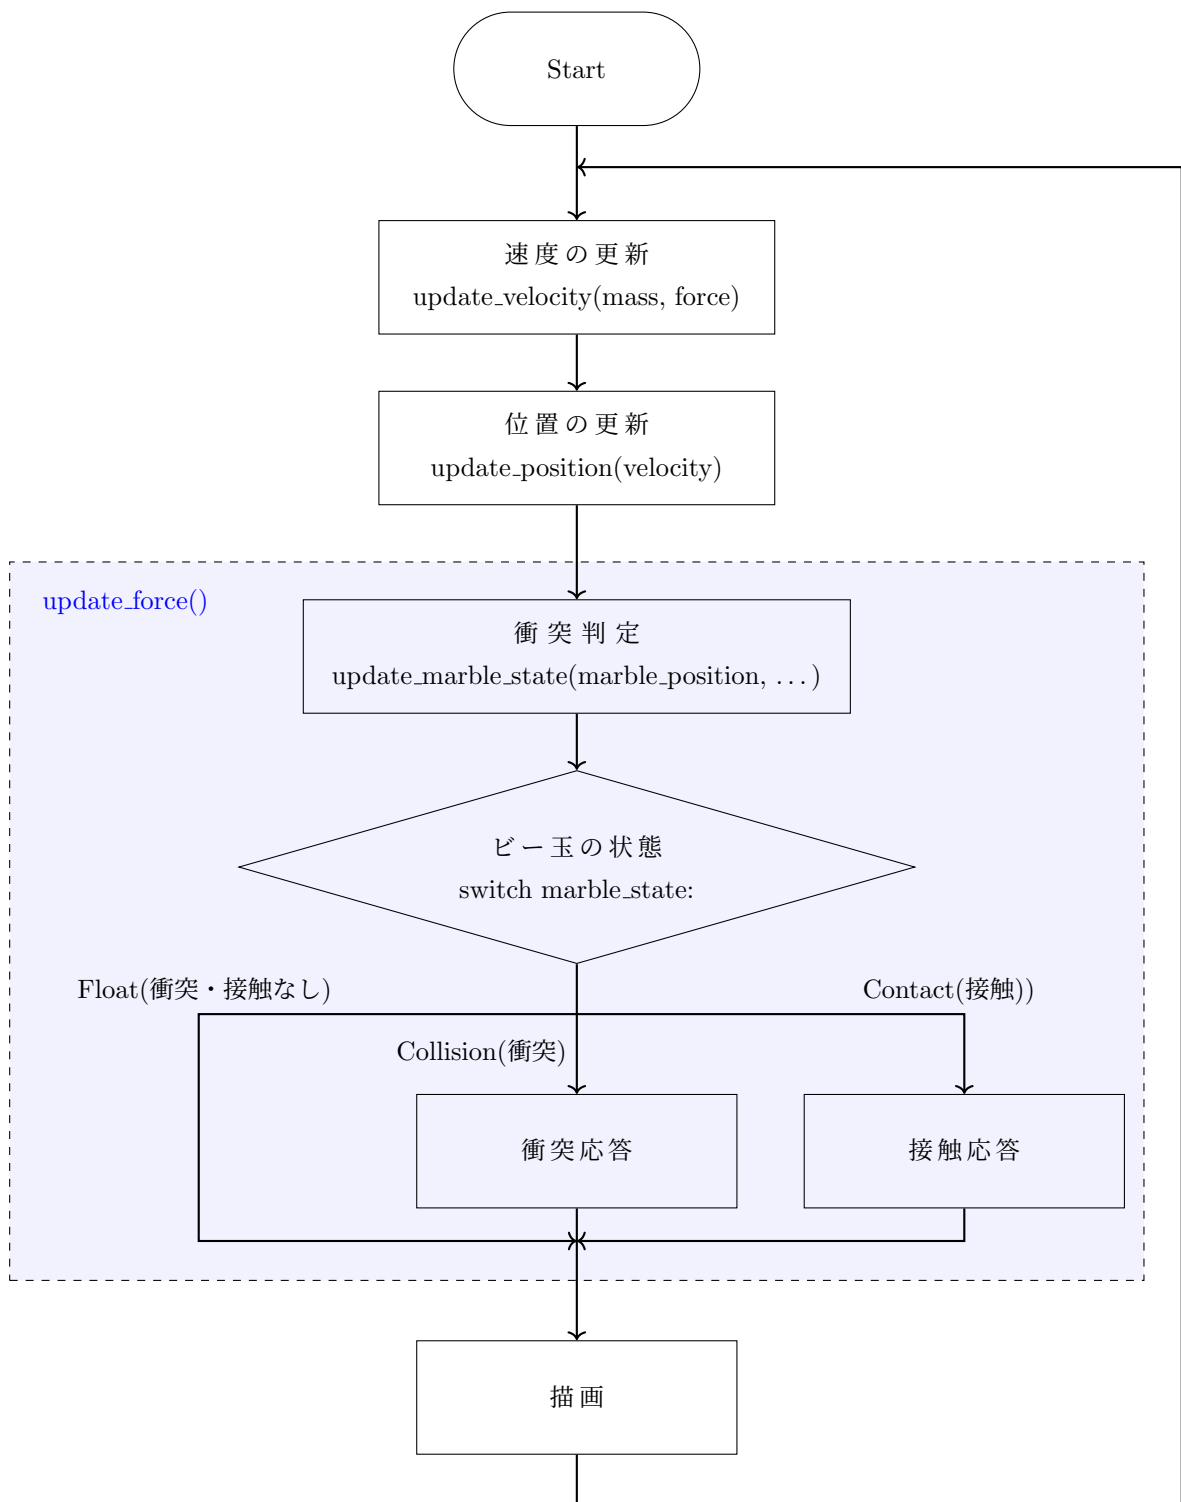 Start
速度の更新
update_velocity(mass, force)
位置の更新
update_position(velocity)
update_force()
衝突判定
update_marble_state(marble_position, ...)
ビー玉の状態
switch marble_state:
Float(衝突・接触なし)
Contact(接触))
Collision(衝突)
衝突応答
接触応答
描画